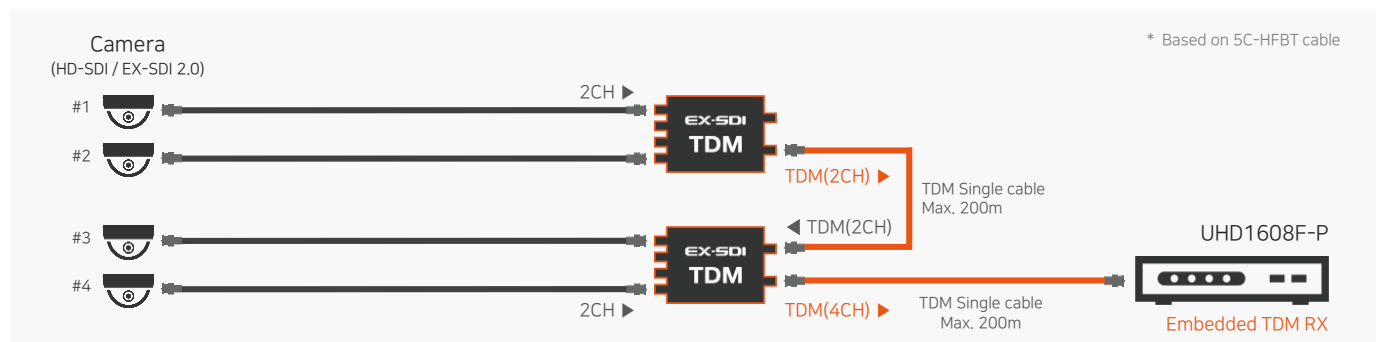 Camera
(HD-SDI / EX-SDI 2.0)
* Based on 5C-HFBT cable
#1
2CH ▶
EX-SDI
TDM
#2
TDM(2CH) ▶
TDM Single cable
Max. 200m
#3
◀ TDM(2CH)
EX-SDI
TDM
UHD1608F-P
#4
2CH ▶
TDM(4CH) ▶
TDM Single cable
Max. 200m
Embedded TDM RX